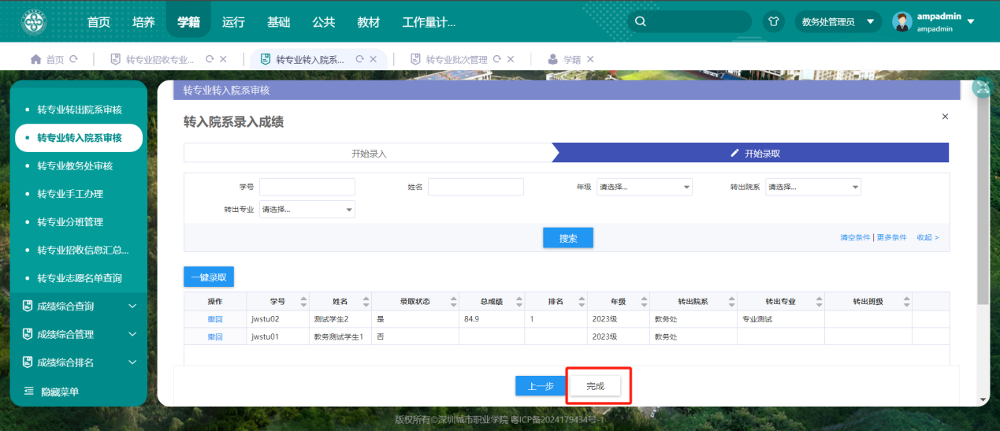 首页 培养 学籍 运行 基础 公共 教材 工作量计... 教务处管理员 ampadmin
ampadmin
首页 转专业招收专业... 转专业转入院系... 转专业批次管理 学籍
转专业转入院系审核
转专业转出院系审核
转入院系录入成绩
转专业转入院系审核
开始录入 开始录取
转专业教务处审核
学号 姓名 年级 请选择... 转出院系 请选择...
转专业手工办理
转出专业 请选择...
转专业分班管理
搜索 清空条件 | 更多条件 收起 >
转专业招收信息汇总...
转专业志愿名单查询
一键录取
操作 学号 姓名 录取状态 总成绩 排名 年级 转出院系 转出专业 转出班级
成绩综合查询
撤回 jwstu02 测试学生2 是 84.9 1 2023级 教务处 专业测试
成绩综合管理
撤回 jwstu01 教务测试学生1 否 2023级 教务处
成绩综合排名
上一步 完成
隐藏菜单
版权所有©深圳城市职业学院 粤ICP备2024179434号-1